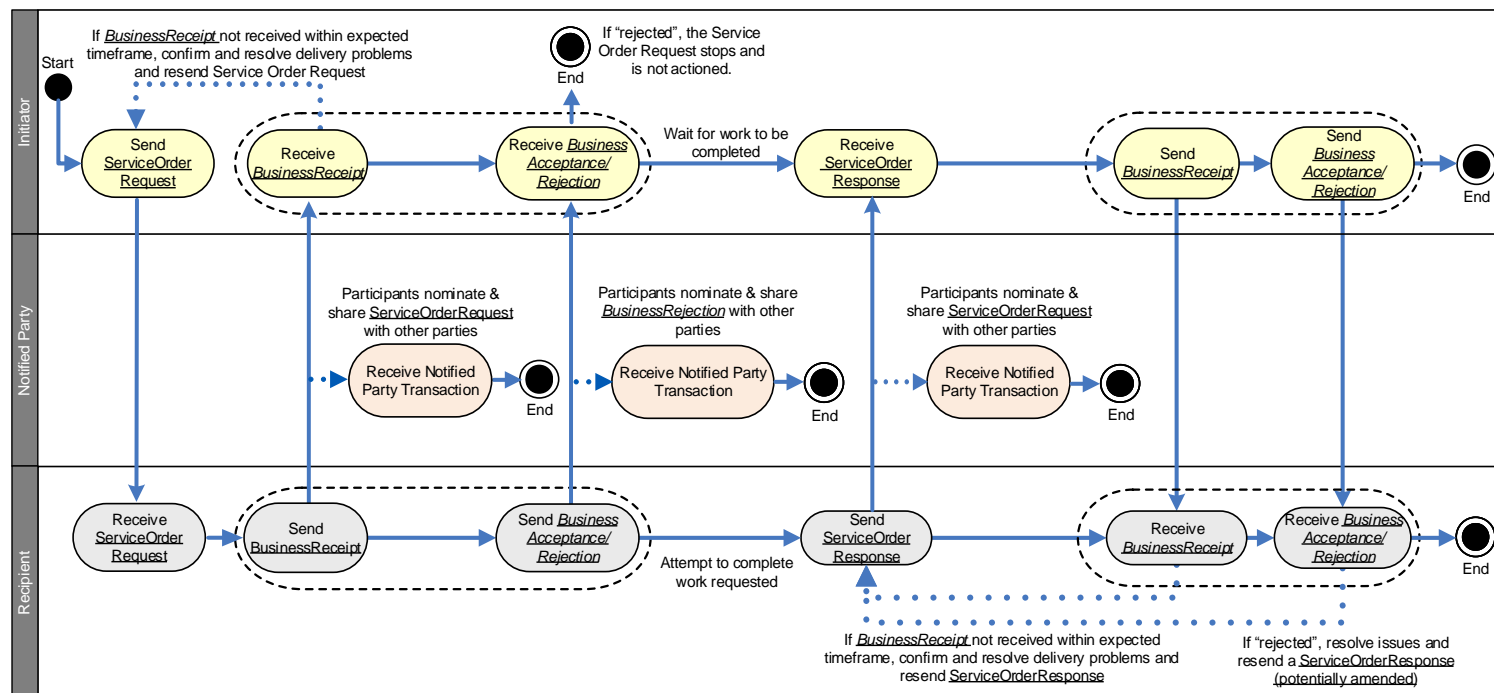 Initiator
If BusinessReceipt not received within expected
timeframe, confirm and resolve delivery problems
and resend Service Order Request
Start
If “rejected”, the Service
Order Request stops and
is not actioned.
End
Send
ServiceOrder
Request
Receive
BusinessReceipt
Receive Business
Acceptance/
Rejection
Wait for work to be
completed
Receive
ServiceOrder
Response
Send
BusinessReceipt
Send
Business
Acceptance/
Rejection
End
Notified Party
Participants nominate &
share ServiceOrderRequest
with other parties
Receive Notified
Party Transaction
End
Participants nominate & share
BusinessRejection with other
parties
Receive Notified Party
Transaction
End
Participants nominate &
share ServiceOrderRequest
with other parties
Receive Notified
Party Transaction
End
Recipient
Receive
ServiceOrder
Request
Send
BusinessReceipt
Send Business
Acceptance/
Rejection
Attempt to complete
work requested
Send
ServiceOrder
Response
Receive
BusinessReceipt
Receive Business
Acceptance/
Rejection
End
If BusinessReceipt not received within expected
timeframe, confirm and resolve delivery problems and
resend ServiceOrderResponse
If “rejected”, resolve issues and
resend a ServiceOrderResponse
(potentially amended)